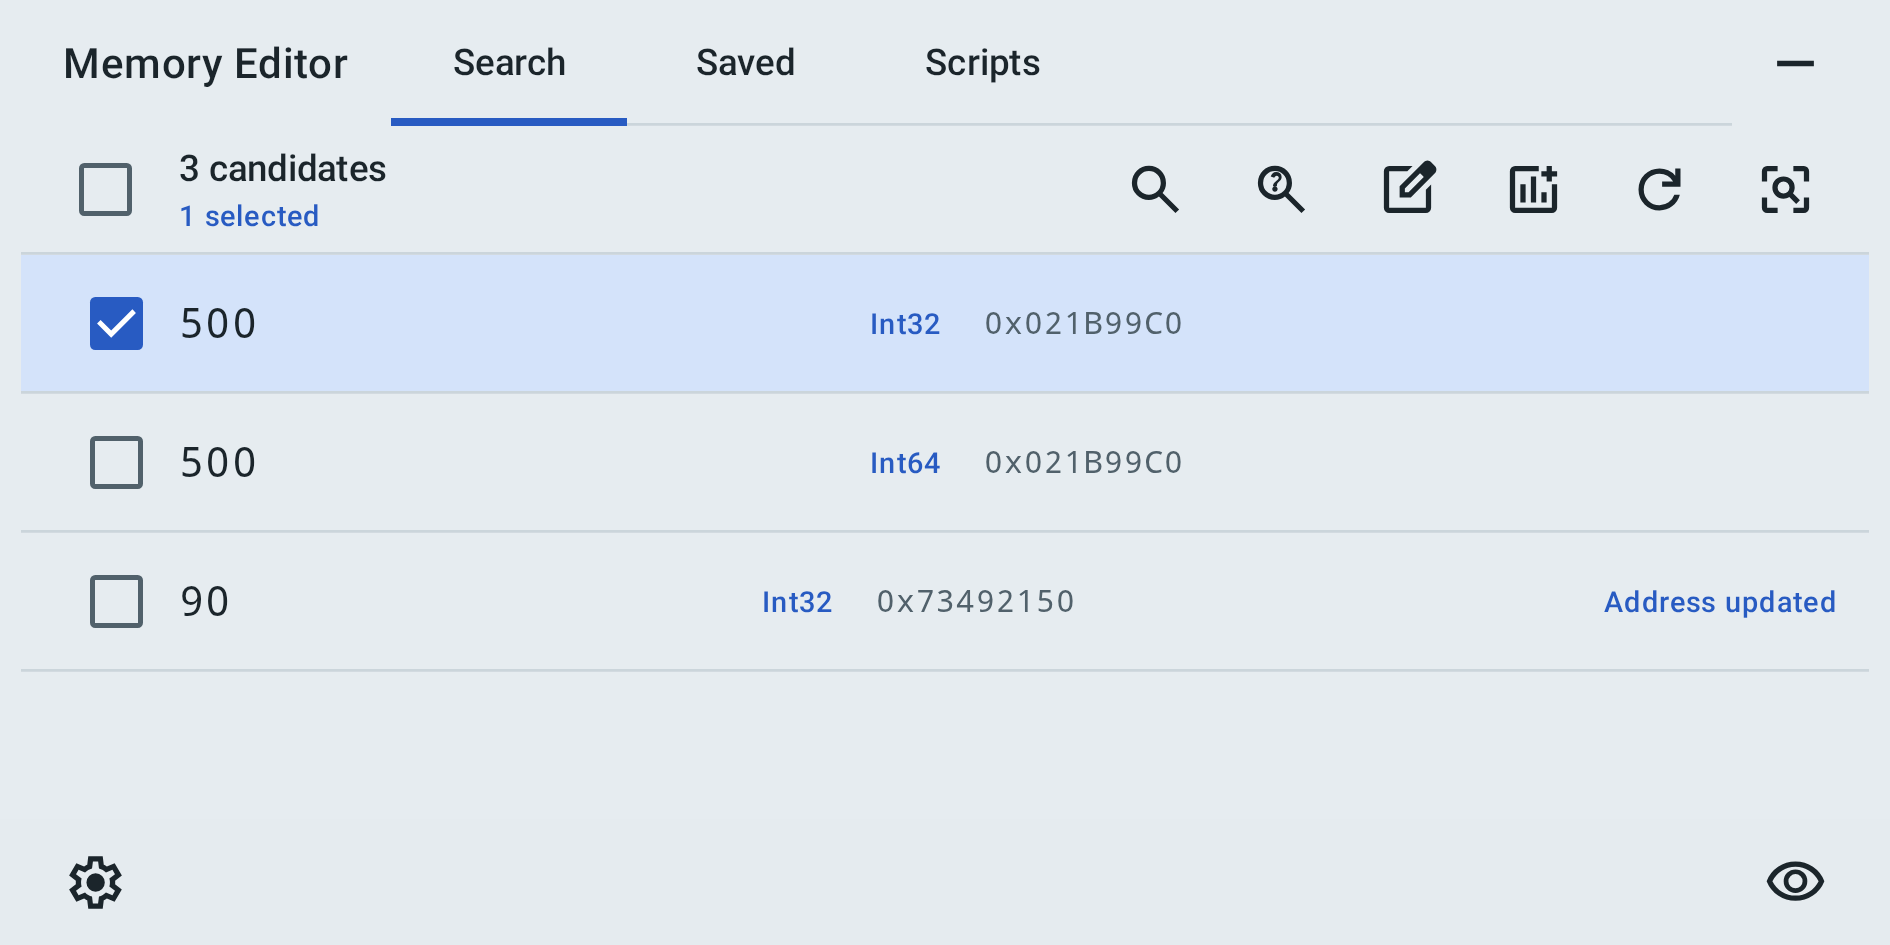 Memory Editor Search Saved Scripts
3 candidates
1 selected
500 Int32 0x021B99C0
500 Int64 0x021B99C0
90 Int32 0x73492150 Address updated